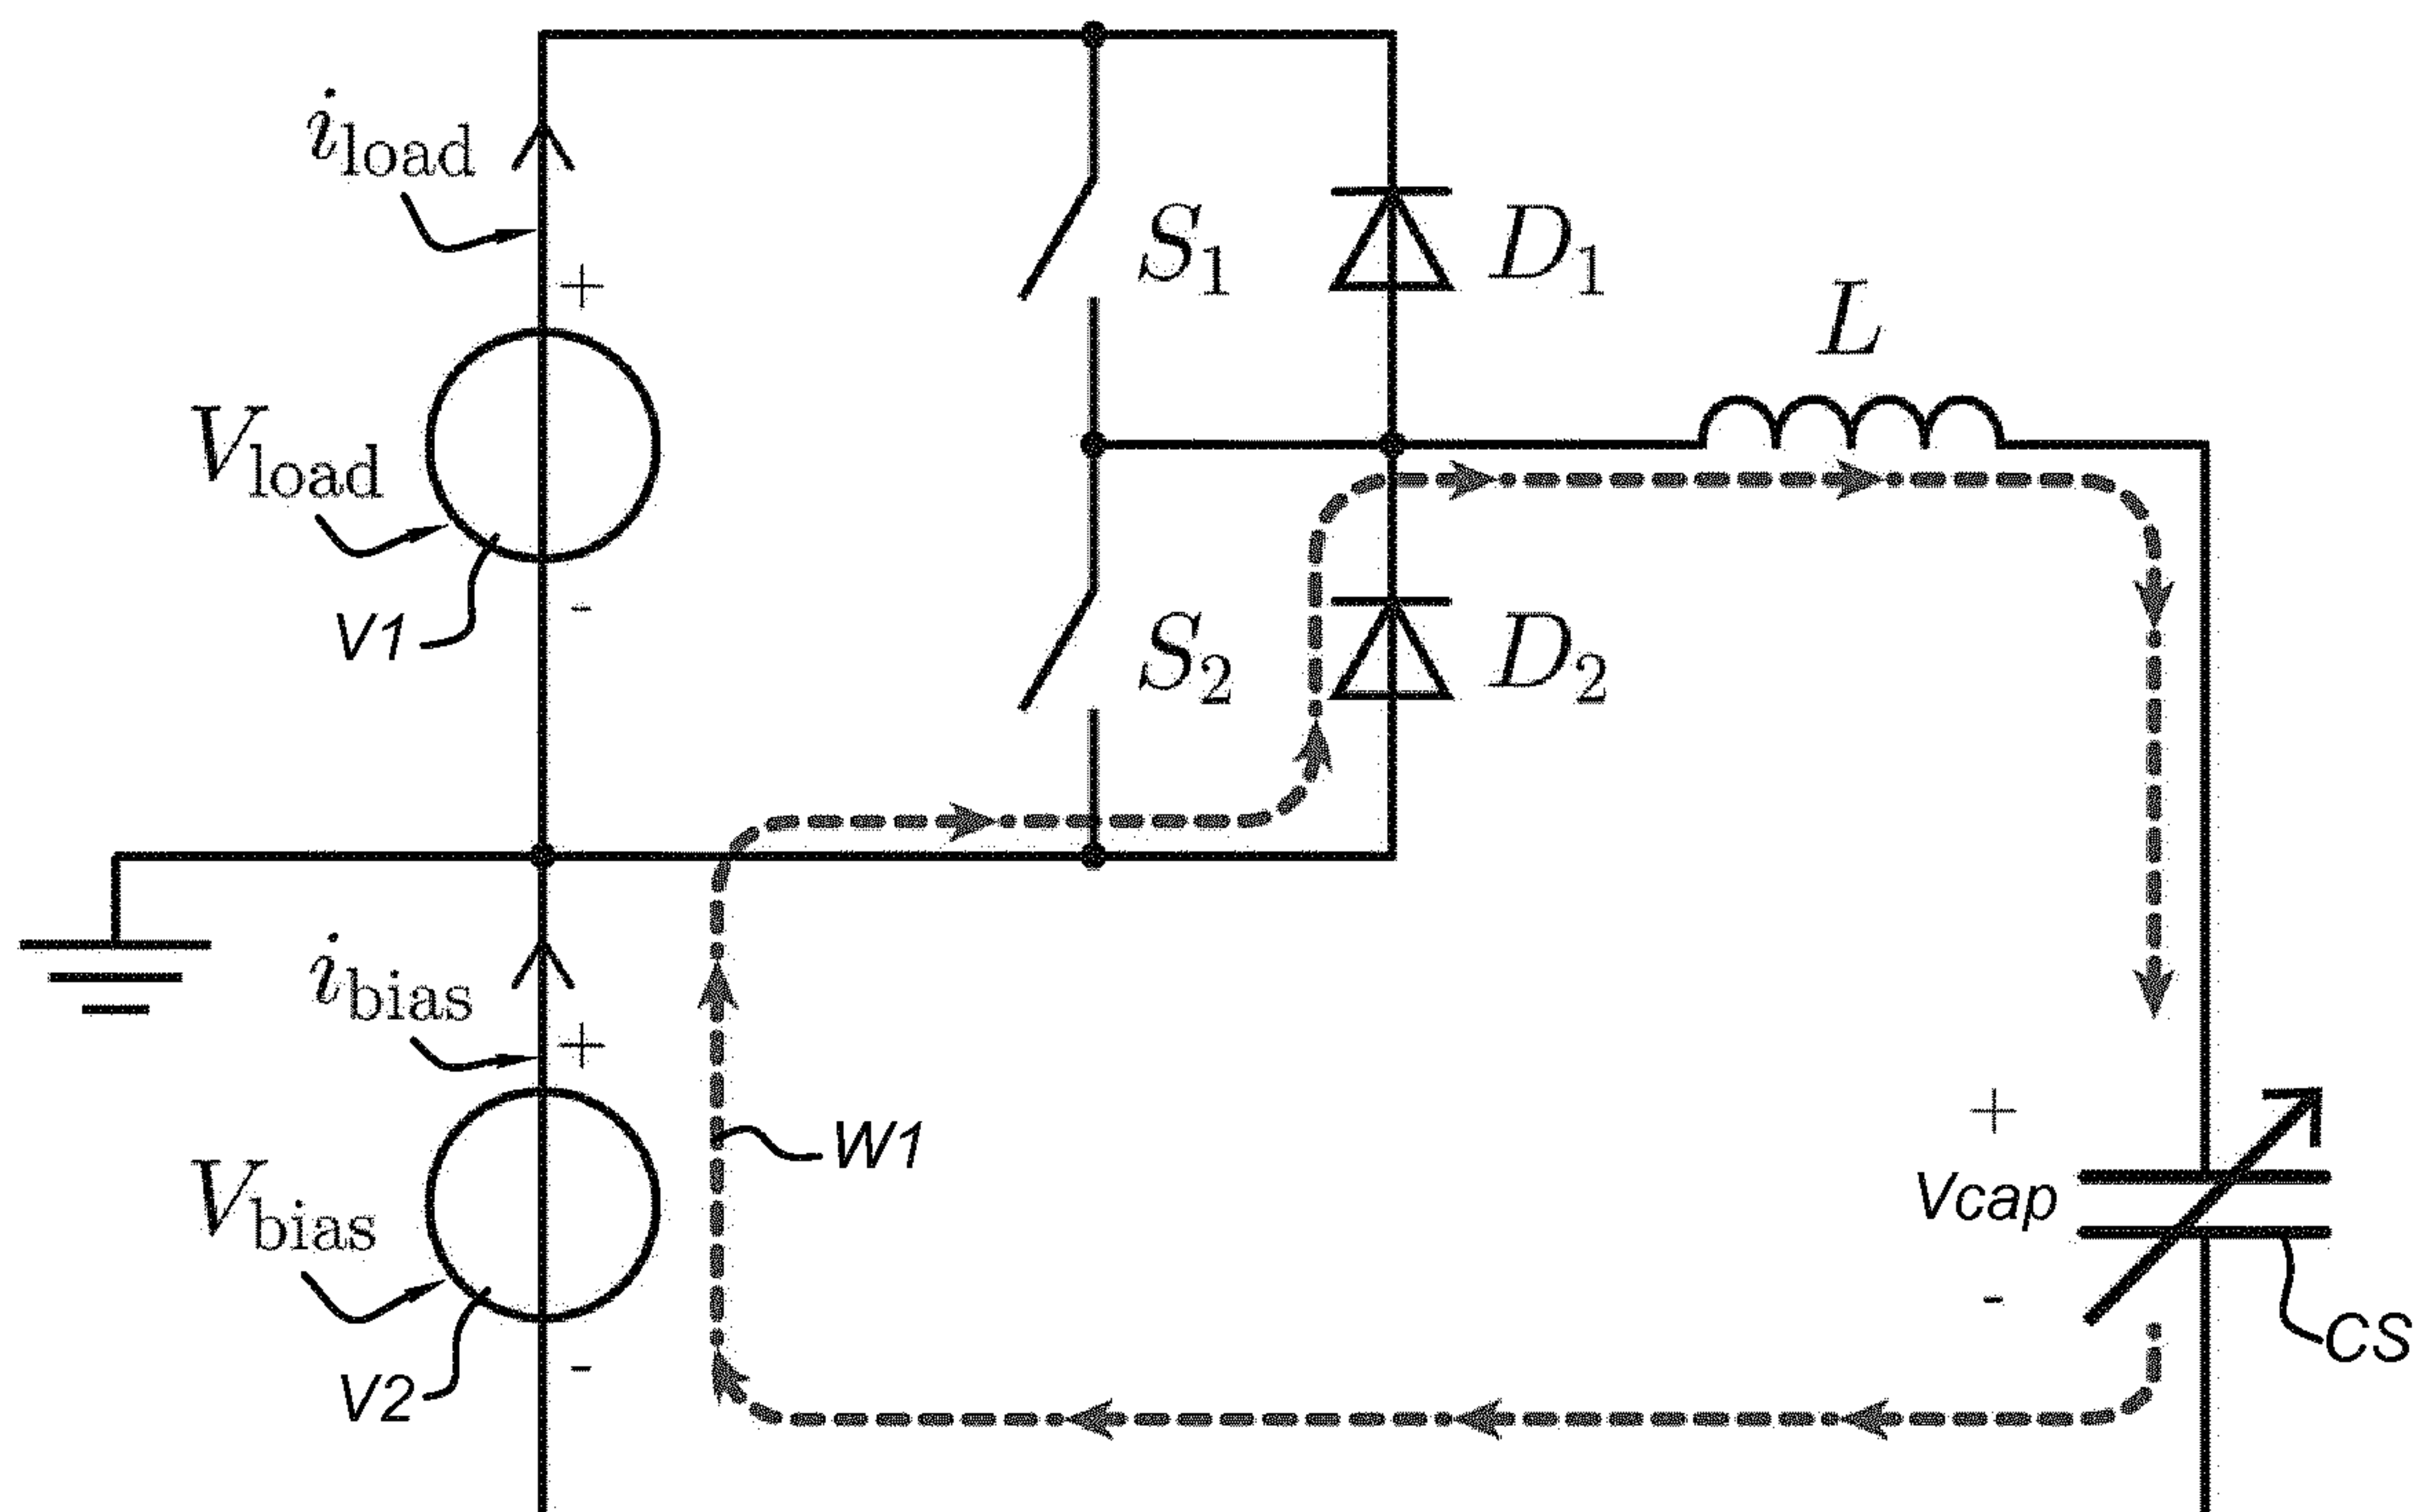 i_load
+
S_1
D_1
L
V_load
V1
-
S_2
D_2
i_bias
+
W1
+
V_bias
Vcap
V2
-
-
CS